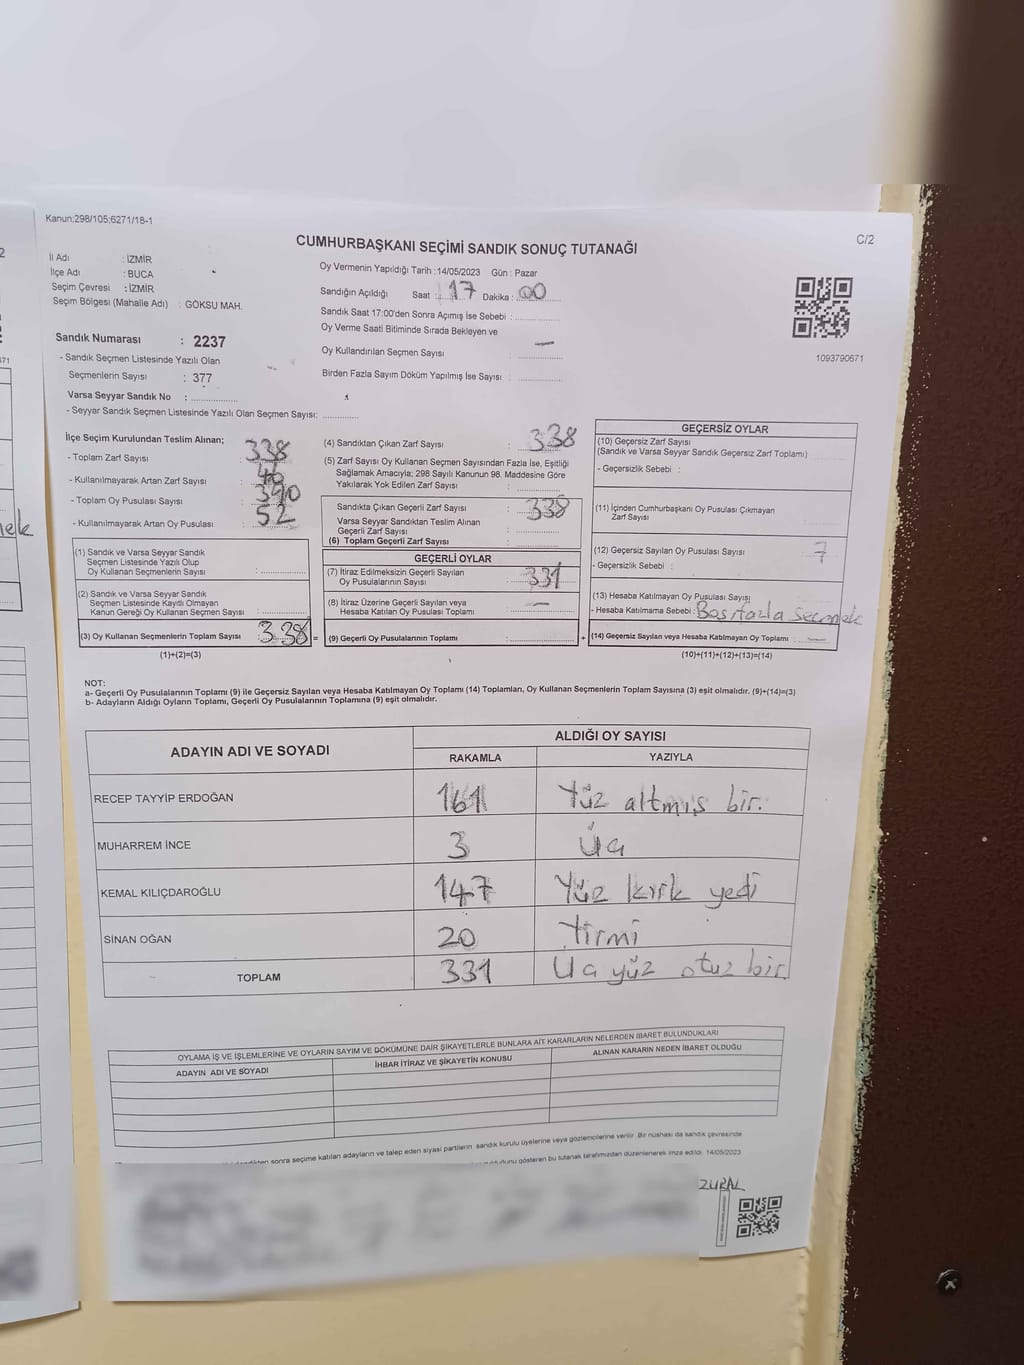 Kanun;298/105;6271/18-1
C/2
CUMHURBAŞKANI SEÇİMİ SANDIK SONUÇ TUTANAĞI
İl Adı : İZMİR
İlçe Adı : BUCA
Seçim Çevresi : İZMİR
Seçim Bölgesi (Mahalle Adı) : GÖKSU MAH.
Sandık Numarası : 2237
- Sandık Seçmen Listesinde Yazılı Olan
Seçmenlerin Sayısı : 377
Varsa Seyyar Sandık No :
- Seyyar Sandık Seçmen Listesinde Yazılı Olan Seçmen Sayısı:
Oy Vermenin Yapıldığı Tarih : 14/05/2023 Gün : Pazar
Sandığın Açıldığı Saat : 17 Dakika : 00
Sandık Saat 17:00'den Sonra Açımış İse Sebebi :
Oy Verme Saati Bitiminde Sırada Bekleyen ve
Oy Kullandırılan Seçmen Sayısı : —
Birden Fazla Sayım Döküm Yapılmış İse Sayısı :
1093790671
İlçe Seçim Kurulundan Teslim Alınan;
- Toplam Zarf Sayısı : 338
- Kullanılmayarak Artan Zarf Sayısı : 46
- Toplam Oy Pusulası Sayısı : 390
- Kullanılmayarak Artan Oy Pusulası : 52
(1) Sandık ve Varsa Seyyar Sandık
Seçmen Listesinde Yazılı Olup
Oy Kullanan Seçmenlerin Sayısı :
(2) Sandık ve Varsa Seyyar Sandık
Seçmen Listesinde Kayıtlı Olmayan
Kanun Gereği Oy Kullanan Seçmen Sayısı :
(3) Oy Kullanan Seçmenlerin Toplam Sayısı 338 =
(1)+(2)=(3)
(4) Sandıktan Çıkan Zarf Sayısı : 338
(5) Zarf Sayısı Oy Kullanan Seçmen Sayısından Fazla İse, Eşitliği
Sağlamak Amacıyla; 298 Sayılı Kanunun 98. Maddesine Göre
Yakılarak Yok Edilen Zarf Sayısı :
Sandıkta Çıkan Geçerli Zarf Sayısı : 338
Varsa Seyyar Sandıktan Teslim Alınan
Geçerli Zarf Sayısı :
(6) Toplam Geçerli Zarf Sayısı :
GEÇERLİ OYLAR
(7) İtiraz Edilmeksizin Geçerli Sayılan
Oy Pusulalarının Sayısı : 331
(8) İtiraz Üzerine Geçerli Sayılan veya
Hesaba Katılan Oy Pusulası Toplamı : —
(9) Geçerli Oy Pusulalarının Toplamı : +
GEÇERSİZ OYLAR
(10) Geçersiz Zarf Sayısı
(Sandık ve Varsa Seyyar Sandık Geçersiz Zarf Toplamı)
- Geçersizlik Sebebi :
(11) İçinden Cumhurbaşkanı Oy Pusulası Çıkmayan
Zarf Sayısı
(12) Geçersiz Sayılan Oy Pusulası Sayısı : 7
- Geçersizlik Sebebi :
(13) Hesaba Katılmayan Oy Pusulası Sayısı
- Hesaba Katılmama Sebebi :
(14) Geçersiz Sayılan veya Hesaba Katılmayan Oy Toplamı : —
(10)+(11)+(12)+(13)=(14)
NOT:
a- Geçerli Oy Pusulalarının Toplamı (9) ile Geçersiz Sayılan veya Hesaba Katılmayan Oy Toplamı (14) Toplamları, Oy Kullanan Seçmenlerin Toplam Sayısına (3) eşit olmalıdır. (9)+(14)=(3)
b- Adayların Aldığı Oyların Toplamı, Geçerli Oy Pusulalarının Toplamına (9) eşit olmalıdır.
ADAYIN ADI VE SOYADI
ALDIĞI OY SAYISI
RAKAMLA YAZIYLA
RECEP TAYYİP ERDOĞAN 161 Yüz altmış bir.
MUHARREM İNCE 3 Üç
KEMAL KILIÇDAROĞLU 147 Yüz kırk yedi
SİNAN OĞAN 20 Yirmi
TOPLAM 331 Üç yüz otuz bir.
OYLAMA İŞ VE İŞLEMLERİNE VE OYLARIN SAYIM VE DÖKÜMÜNE DAİR ŞİKAYETLERLE BUNLARA AİT KARARLARIN NELERDEN İBARET BULUNDUKLARI
ADAYIN ADI VE SOYADI İHBAR İTİRAZ VE ŞİKAYETİN KONUSU ALINAN KARARIN NEDEN İBARET OLDUĞU
sonra seçime katılan adayların ve talep eden siyasi partilerin sandık kurulu üyelerine veya gözlemcilerine verilir. Bir nüshası da sandık çevresinde
gösteren bu tutanak tarafımızdan düzenlenerek imza edildi. 14/05/2023